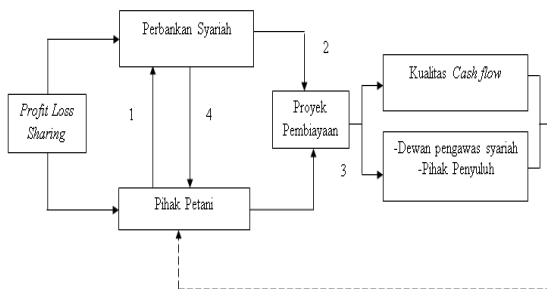 Perbankan Syariah
2
Kualitas Cash flow
Profit Loss
Sharing
1
4
Proyek
Pembiayaan
-Dewan pengawas syariah
-Pihak Penyuluh
3
Pihak Petani